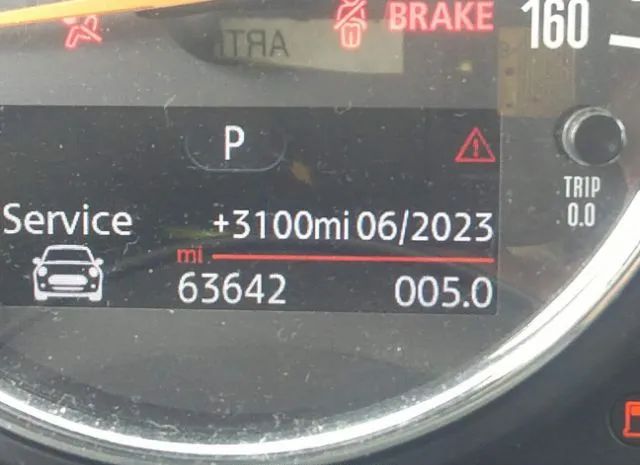 BRAKE 160
P
TRIP
0.0
Service +3100mi 06/2023
mi
63642 005.0